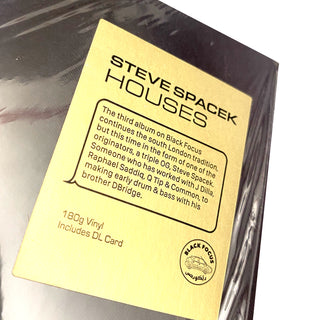 STEVE SPACEK
HOUSES
The third album on Black Focus
continues the south London tradition,
but this time in the form of one of the
originators, a triple OG, Steve Spacek.
Someone who has worked with J Dilla,
Raphael Saddiq, Q Tip & Common, to
making early drum & bass with his
brother DBridge.
180g Vinyl
Includes DL Card
BLACK FOCUS